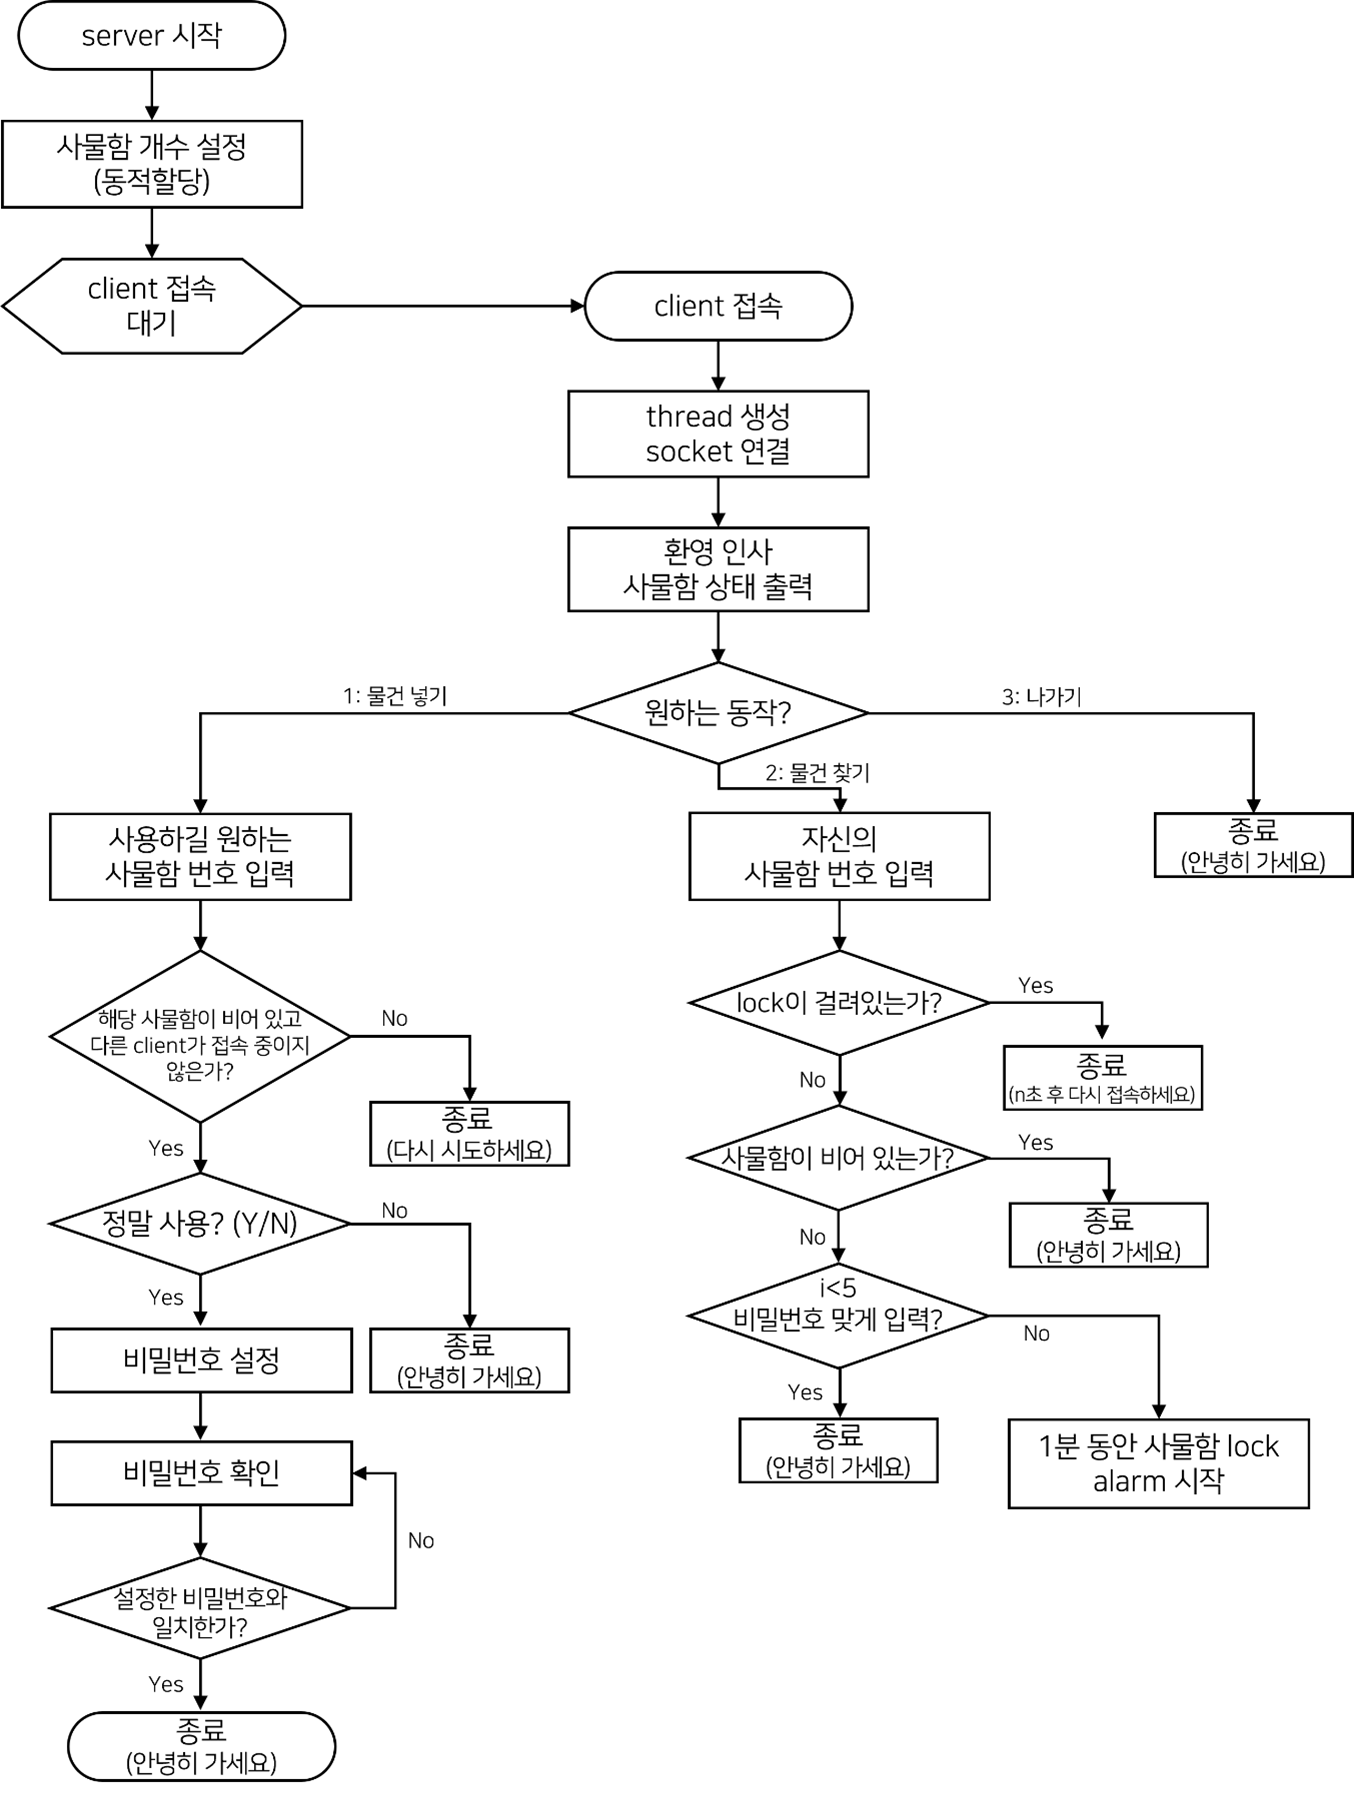 server 시작
사물함 개수 설정
(동적할당)
client 접속
대기
client 접속
thread 생성
socket 연결
환영 인사
사물함 상태 출력
원하는 동작?
1: 물건 넣기
2: 물건 찾기
3: 나가기
사용하길 원하는
사물함 번호 입력
해당 사물함이 비어 있고
다른 client가 접속 중이지
않은가?
No
종료
(다시 시도하세요)
Yes
정말 사용? (Y/N)
No
종료
(안녕히 가세요)
Yes
비밀번호 설정
비밀번호 확인
No
설정한 비밀번호와
일치한가?
Yes
종료
(안녕히 가세요)
자신의
사물함 번호 입력
lock이 걸려있는가?
Yes
종료
(n초 후 다시 접속하세요)
No
사물함이 비어 있는가?
Yes
종료
(안녕히 가세요)
No
i<5
비밀번호 맞게 입력?
No
1분 동안 사물함 lock
alarm 시작
Yes
종료
(안녕히 가세요)
종료
(안녕히 가세요)